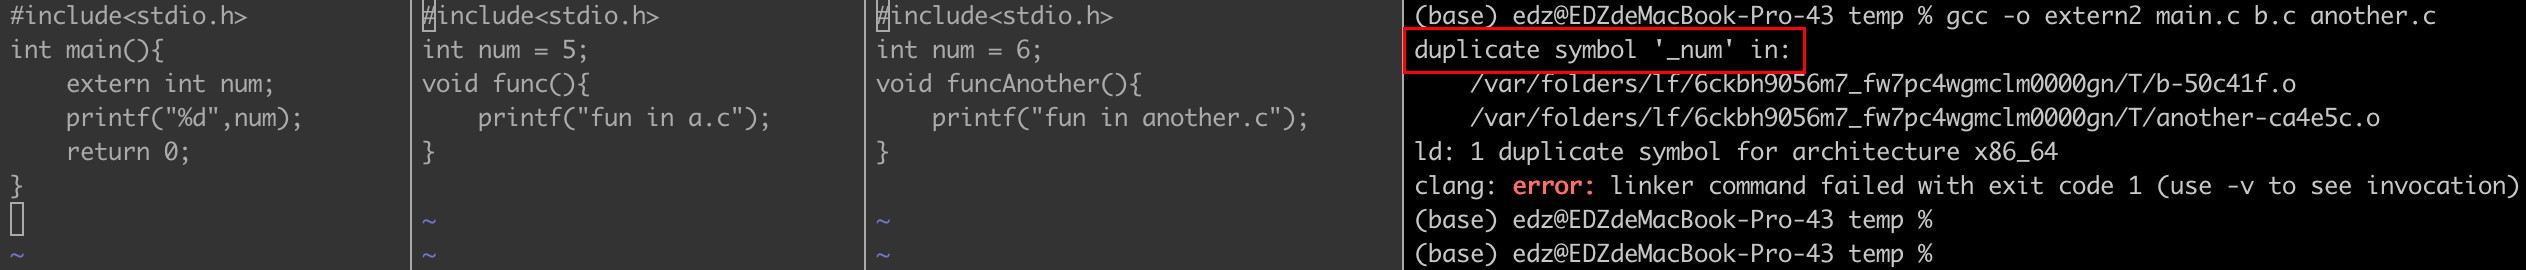 #include<stdio.h>
int main(){
    extern int num;
    printf("%d",num);
    return 0;
}
~
#include<stdio.h>
int num = 5;
void func(){
    printf("fun in a.c");
}
~
~
#include<stdio.h>
int num = 6;
void funcAnother(){
    printf("fun in another.c");
}
~
~
(base) edz@EDZdeMacBook-Pro-43 temp % gcc -o extern2 main.c b.c another.c
duplicate symbol '_num' in:
    /var/folders/lf/6ckbh9056m7_fw7pc4wgmclm0000gn/T/b-50c41f.o
    /var/folders/lf/6ckbh9056m7_fw7pc4wgmclm0000gn/T/another-ca4e5c.o
ld: 1 duplicate symbol for architecture x86_64
clang: error: linker command failed with exit code 1 (use -v to see invocation)
(base) edz@EDZdeMacBook-Pro-43 temp %
(base) edz@EDZdeMacBook-Pro-43 temp %